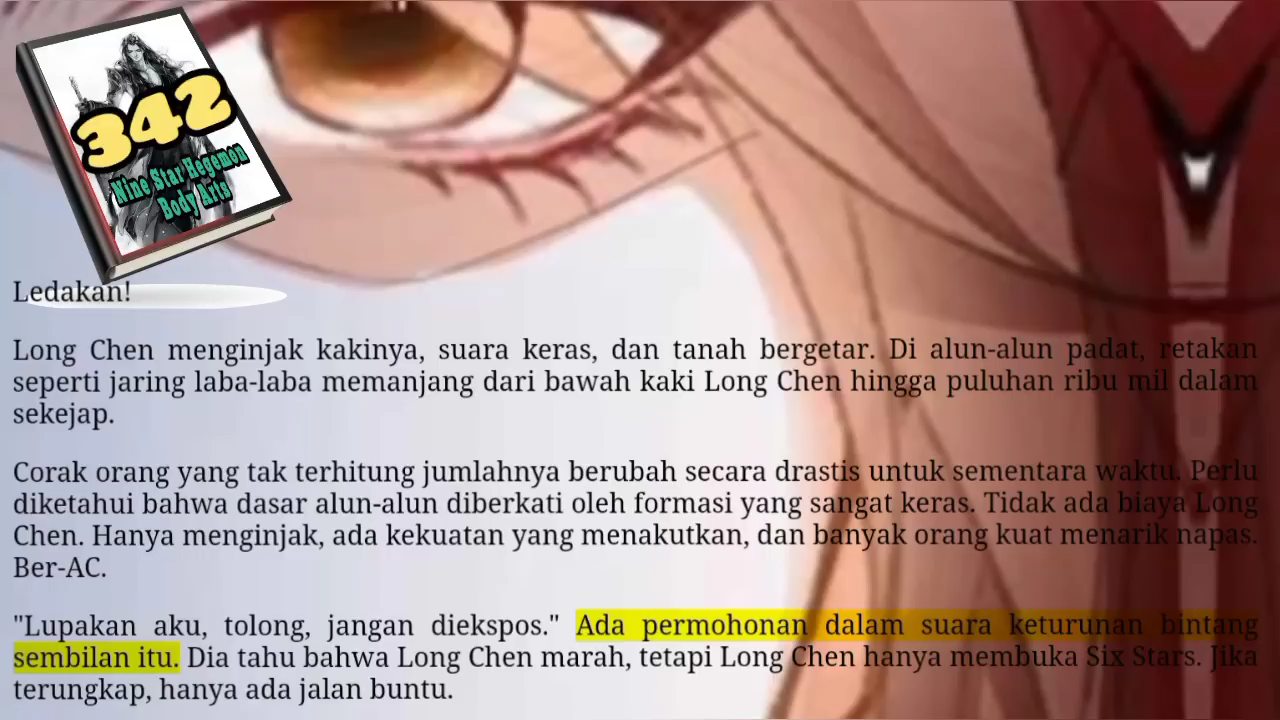 342
Nine Star Hegemon
Body Arts
Ledakan!
Long Chen menginjak kakinya, suara keras, dan tanah bergetar. Di alun-alun padat, retakan
seperti jaring laba-laba memanjang dari bawah kaki Long Chen hingga puluhan ribu mil dalam
sekejap.
Corak orang yang tak terhitung jumlahnya berubah secara drastis untuk sementara waktu. Perlu
diketahui bahwa dasar alun-alun diberkati oleh formasi yang sangat keras. Tidak ada biaya Long
Chen. Hanya menginjak, ada kekuatan yang menakutkan, dan banyak orang kuat menarik napas.
Ber-AC.
"Lupakan aku, tolong, jangan diekspos." Ada permohonan dalam suara keturunan bintang
sembilan itu. Dia tahu bahwa Long Chen marah, tetapi Long Chen hanya membuka Six Stars. Jika
terungkap, hanya ada jalan buntu.